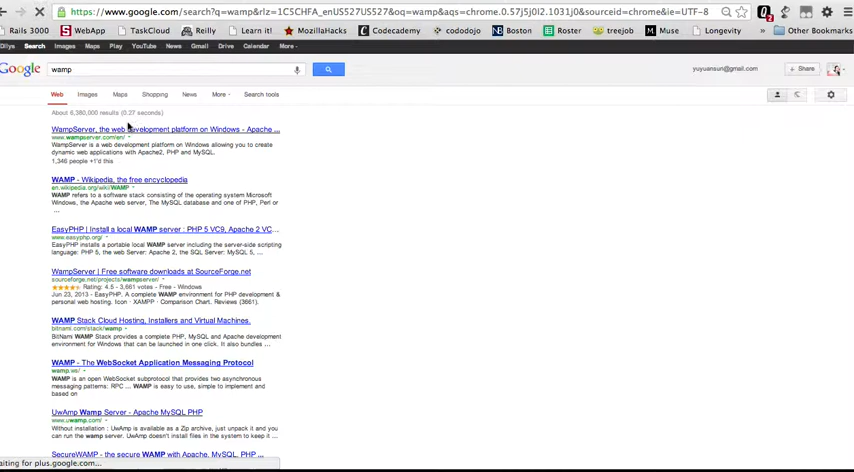 https://www.google.com/search?q=wamp&rlz=1C5CHFA_enUS527US527&oq=wamp&aqs=chrome.0.57j5j0l2.1031j0&sourceid=chrome&ie=UTF-8
Rails 3000 WebApp TaskCloud Reilly Learn it! MozillaHacks Codecademy cododojo Boston Roster treejob Muse Longevity » Other Bookmarks
Search Images Maps Play YouTube News Gmail Drive Calendar More
Google wamp yuyuansun@gmail.com + Share
Web Images Maps Shopping News More Search tools
About 6,380,000 results (0.27 seconds)
WampServer, the web development platform on Windows - Apache ...
www.wampserver.com/en/
WampServer is a web development platform on Windows allowing you to create
dynamic web applications with Apache2, PHP and MySQL.
1,346 people +1'd this
WAMP - Wikipedia, the free encyclopedia
en.wikipedia.org/wiki/WAMP
WAMP refers to a software stack consisting of the operating system Microsoft
Windows, the Apache web server, The MySQL database and one of PHP, Perl or
...
EasyPHP | Install a local WAMP server : PHP 5 VC9, Apache 2 VC...
www.easyphp.org/
EasyPHP installs a portable local WAMP server including the server-side scripting
language: PHP 5, the web Server: Apache 2, the SQL Server: MySQL 5, ...
WampServer | Free software downloads at SourceForge.net
sourceforge.net/projects/wampserver/
Rating: 4.5 - 3,661 votes - Free - Windows
Jun 23, 2013 - EasyPHP. A complete WAMP environment for PHP development &
personal web hosting. Icon · XAMPP · Comparison Chart. Reviews (3661).
WAMP Stack Cloud Hosting, Installers and Virtual Machines.
bitnami.com/stack/wamp
BitNami WAMP Stack provides a complete PHP, MySQL and Apache development
environment for Windows that can be launched in one click. It also bundles ...
WAMP - The WebSocket Application Messaging Protocol
wamp.ws/
WAMP is an open WebSocket subprotocol that provides two asynchronous
messaging patterns: RPC ... WAMP is easy to use, simple to implement and
based on
UwAmp Wamp Server - Apache MySQL PHP
www.uwamp.com/
Without installation : UwAmp is available as a Zip archive, just unpack it and you
can run the wamp server. UwAmp doesn't install files in the system to keep it ...
SecureWAMP - the secure WAMP with Apache, MySQL, PHP ...
aiting for plus.google.com...